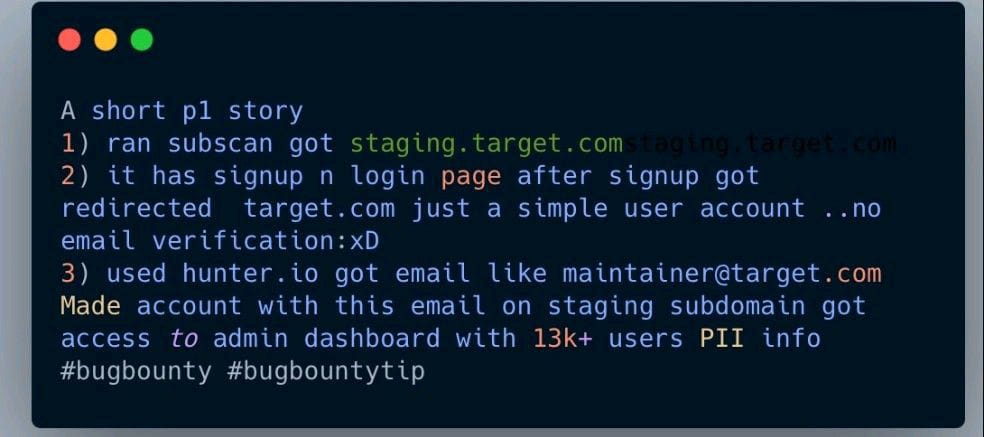 A short p1 story
1) ran subscan got staging.target.comstaging.target.com
2) it has signup n login page after signup got
redirected  target.com just a simple user account ..no
email verification:xD
3) used hunter.io got email like maintainer@target.com
Made account with this email on staging subdomain got
access to admin dashboard with 13k+ users PII info
#bugbounty #bugbountytip